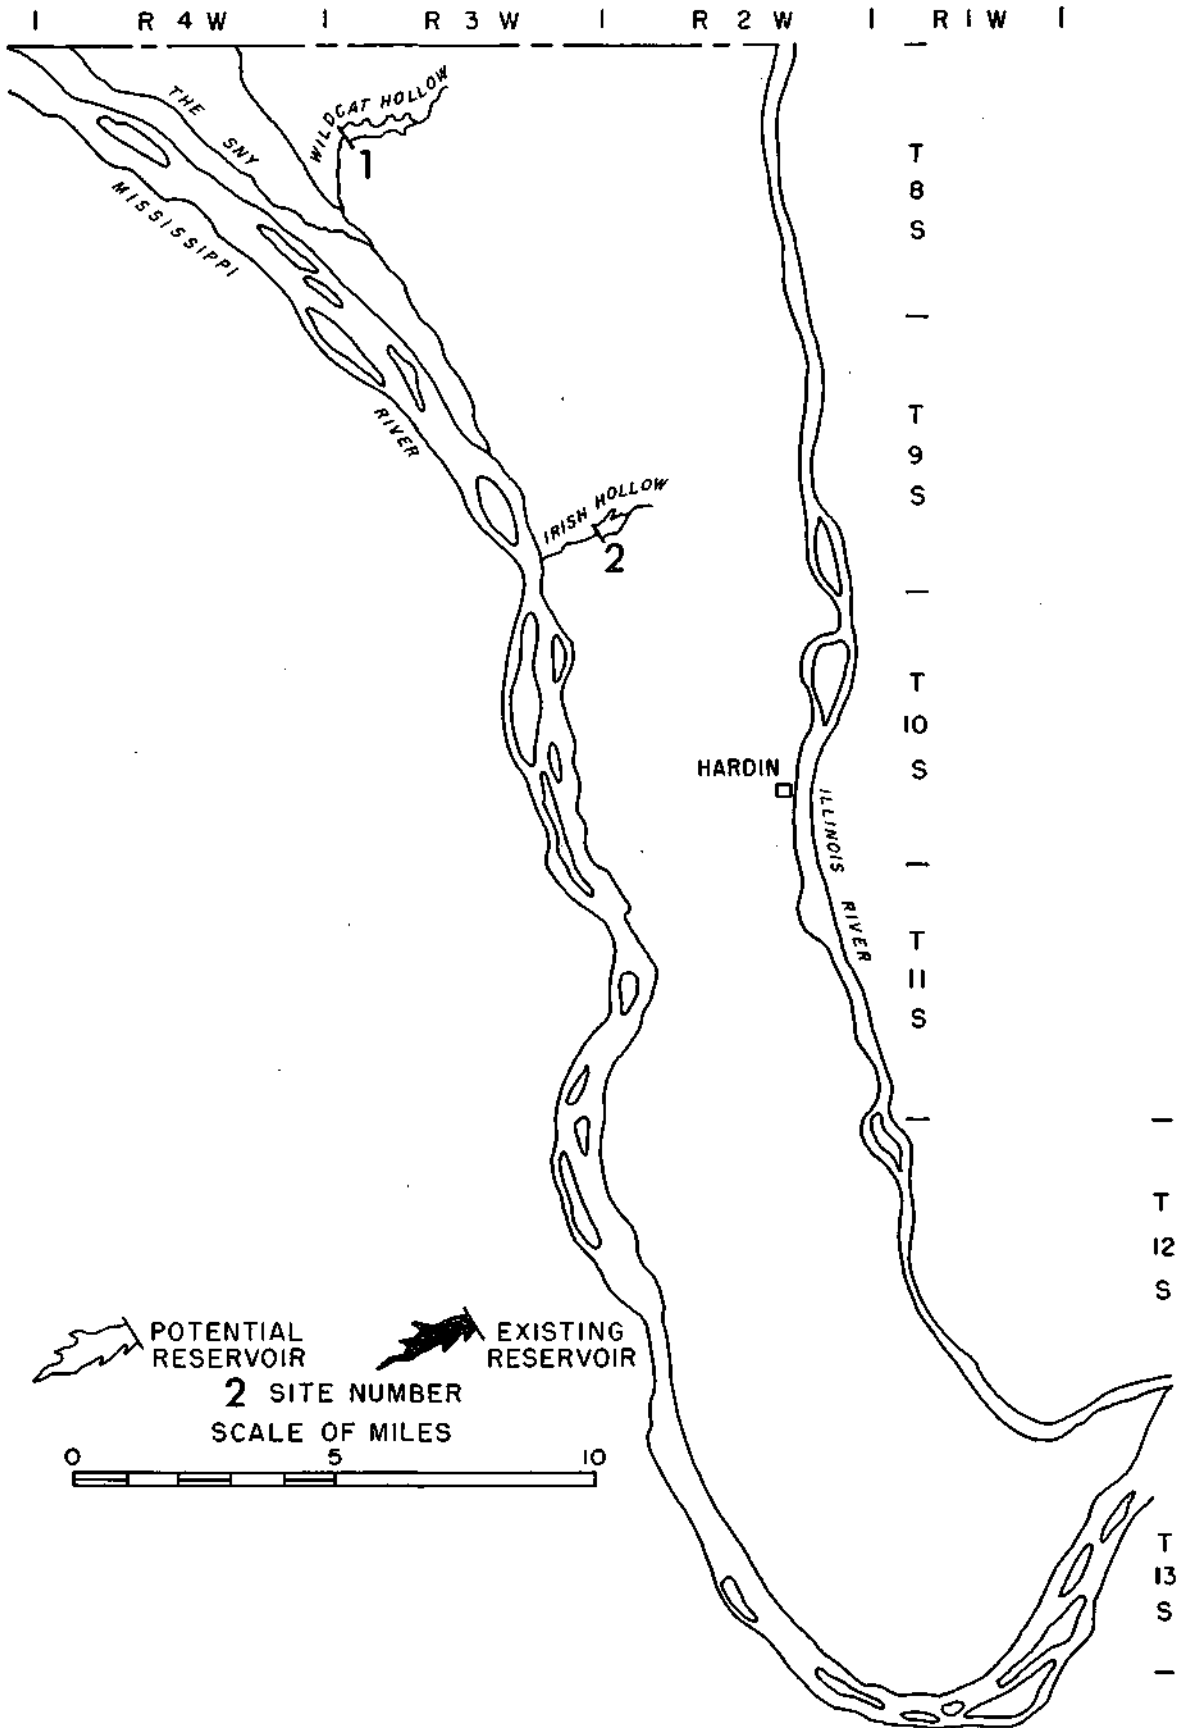 R 4 W R 3 W R 2 W R 1 W
THE SNY
WILDCAT HOLLOW
1
MISSISSIPPI
RIVER
T
8
S
T
9
S
IRISH HOLLOW
2
T
10
S
HARDIN
ILLINOIS
RIVER
T
11
S
T
12
S
POTENTIAL
RESERVOIR
EXISTING
RESERVOIR
2 SITE NUMBER
SCALE OF MILES
0 5 10
T
13
S